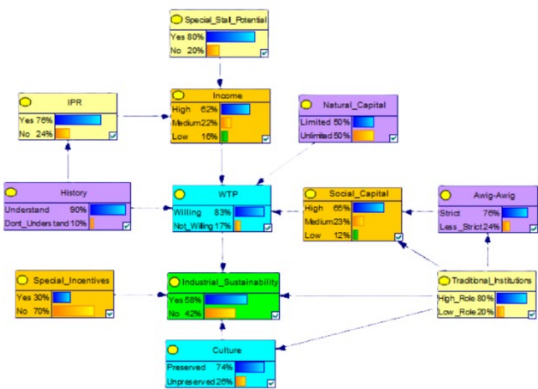 Special_Stall_Potential
Yes 80%
No 20%
IPR
Yes 76%
No 24%
Income
High 62%
Medium 22%
Low 16%
Natural_Capital
Limited 50%
Unlimited 50%
History
Understand 90%
Dont_Understand 10%
WTP
Willing 83%
Not_Willing 17%
Social_Capital
High 66%
Medium 23%
Low 12%
Awig-Awig
Strict 76%
Less_Strict 24%
Special_Incentives
Yes 30%
No 70%
Industrial_Sustainability
Yes 58%
No 42%
Traditional_Institutions
High_Role 80%
Low_Role 20%
Culture
Preserved 74%
Unpreserved 26%